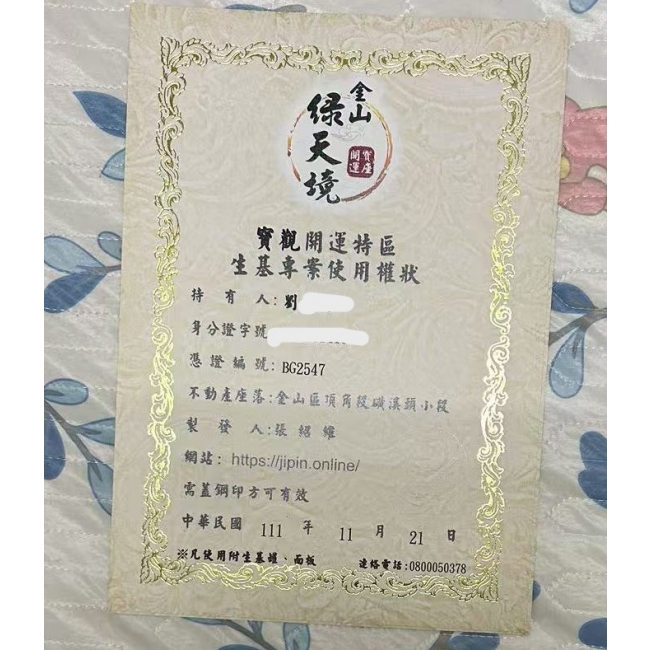 金山
绿天境
寶座
開運
寶觀開運特區
生基專案使用權狀
持有人:劉
身分證字號
憑證編號:BG2547
不動產座落:金山區頂角段磺溪頭小段
製發人:張紹維
網站:https://jipin.online/
需蓋鋼印方可有效
中華民國 111 年 11 月 21 日
※凡使用附生基罐、面板 連絡電話:0800050378